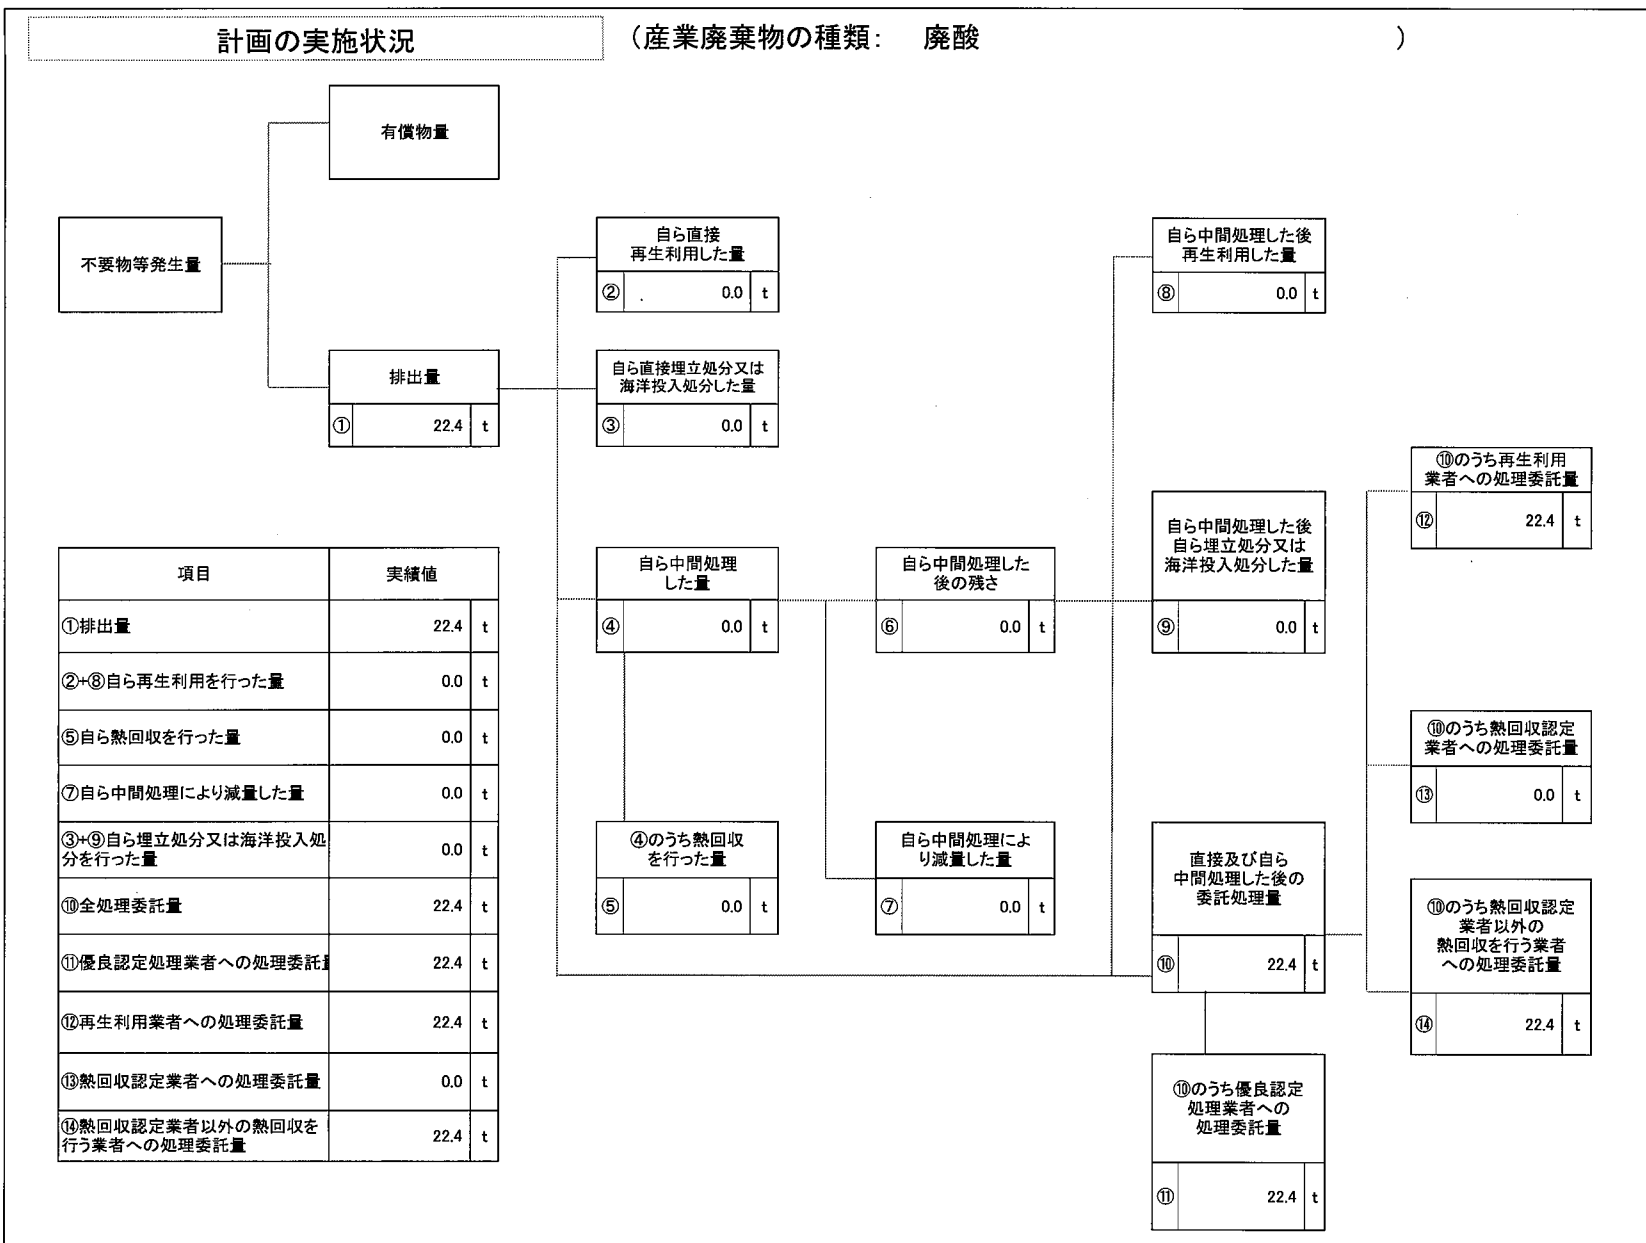 計画の実施状況
(産業廃棄物の種類: 廃酸 )
有償物量
不要物等発生量
排出量
① 22.4 t
自ら直接
再生利用した量
② 0.0 t
自ら直接埋立処分又は
海洋投入処分した量
③ 0.0 t
自ら中間処理した後
再生利用した量
⑧ 0.0 t
自ら中間処理
した量
④ 0.0 t
自ら中間処理した
後の残さ
⑥ 0.0 t
自ら中間処理した後
自ら埋立処分又は
海洋投入処分した量
⑨ 0.0 t
④のうち熱回収
を行った量
⑤ 0.0 t
自ら中間処理によ
り減量した量
⑦ 0.0 t
直接及び自ら
中間処理した後の
委託処理量
⑩ 22.4 t
⑩のうち優良認定
処理業者への
処理委託量
⑪ 22.4 t
⑩のうち再生利用
業者への処理委託量
⑫ 22.4 t
⑩のうち熱回収認定
業者への処理委託量
⑬ 0.0 t
⑩のうち熱回収認定
業者以外の
熱回収を行う業者
への処理委託量
⑭ 22.4 t
項目 実績値
①排出量 22.4 t
②+⑧自ら再生利用を行った量 0.0 t
⑤自ら熱回収を行った量 0.0 t
⑦自ら中間処理により減量した量 0.0 t
③+⑨自ら埋立処分又は海洋投入処
分を行った量 0.0 t
⑩全処理委託量 22.4 t
⑪優良認定処理業者への処理委託 22.4 t
⑫再生利用業者への処理委託量 22.4 t
⑬熱回収認定業者への処理委託量 0.0 t
⑭熱回収認定業者以外の熱回収を
行う業者への処理委託量 22.4 t